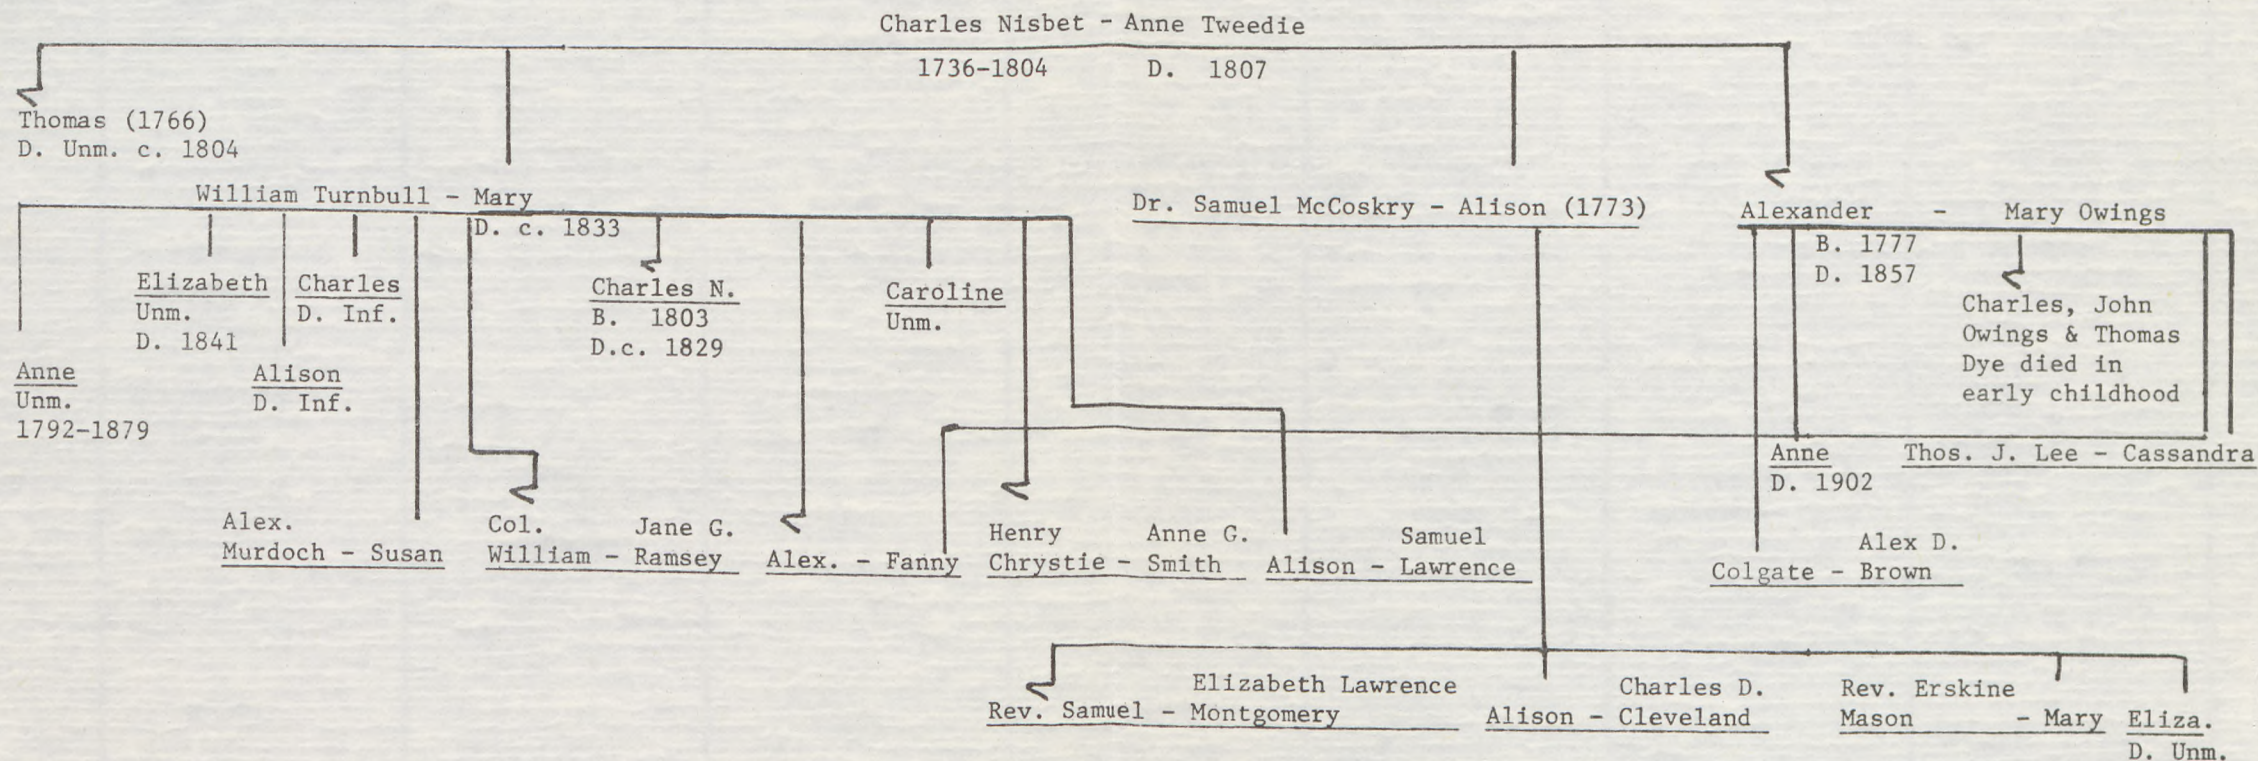 Charles Nisbet - Anne Tweedie
1736-1804 D. 1807
Thomas (1766)
D. Unm. c. 1804
William Turnbull - Mary
D. c. 1833
Dr. Samuel McCoskry - Alison (1773)
Alexander - Mary Owings
B. 1777
D. 1857
Elizabeth
Unm.
D. 1841
Charles
D. Inf.
Charles N.
B. 1803
D.c. 1829
Caroline
Unm.
Charles, John
Owings & Thomas
Dye died in
early childhood
Anne
Unm.
1792-1879
Alison
D. Inf.
Anne
D. 1902
Thos. J. Lee - Cassandra
Alex.
Murdoch - Susan
Col. Jane G.
William - Ramsey
Alex. - Fanny
Henry Anne G.
Chrystie - Smith
Samuel
Alison - Lawrence
Alex D.
Colgate - Brown
Elizabeth Lawrence
Rev. Samuel - Montgomery
Charles D.
Alison - Cleveland
Rev. Erskine
Mason - Mary
Eliza.
D. Unm.